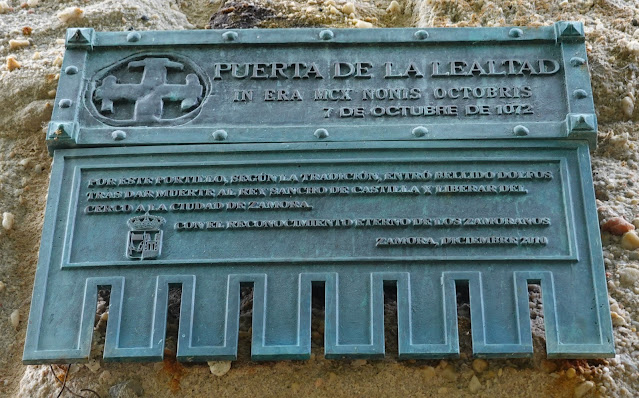 PUERTA DE LA LEALTAD
IN ERA MCX NONIS OCTOBRIS
7 DE OCTUBRE DE 1072
POR ESTE PORTILLO, SEGÚN LA TRADICIÓN, ENTRÓ BELLIDO DOLFOS
TRAS DAR MUERTE AL REY SANCHO DE CASTILLA Y LIBERAR DEL
CERCO A LA CIUDAD DE ZAMORA.
CON EL RECONOCIMIENTO ETERNO DE LOS ZAMORANOS
ZAMORA, DICIEMBRE 2010